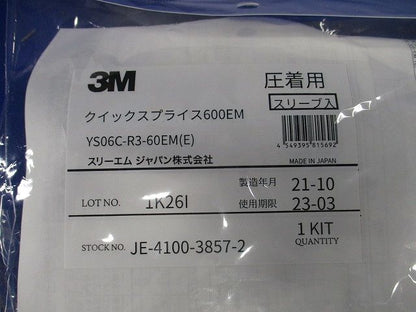 3M
圧着用
スリーブ入
クイックスプライス600EM
YS06C-R3-60EM(E)
4 549395 815692
スリーエム ジャパン株式会社
MADE IN JAPAN
製造年月 21-10
LOT NO. 1K26I
使用期限 23-03
STOCK NO. JE-4100-3857-2
1 KIT
QUANTITY